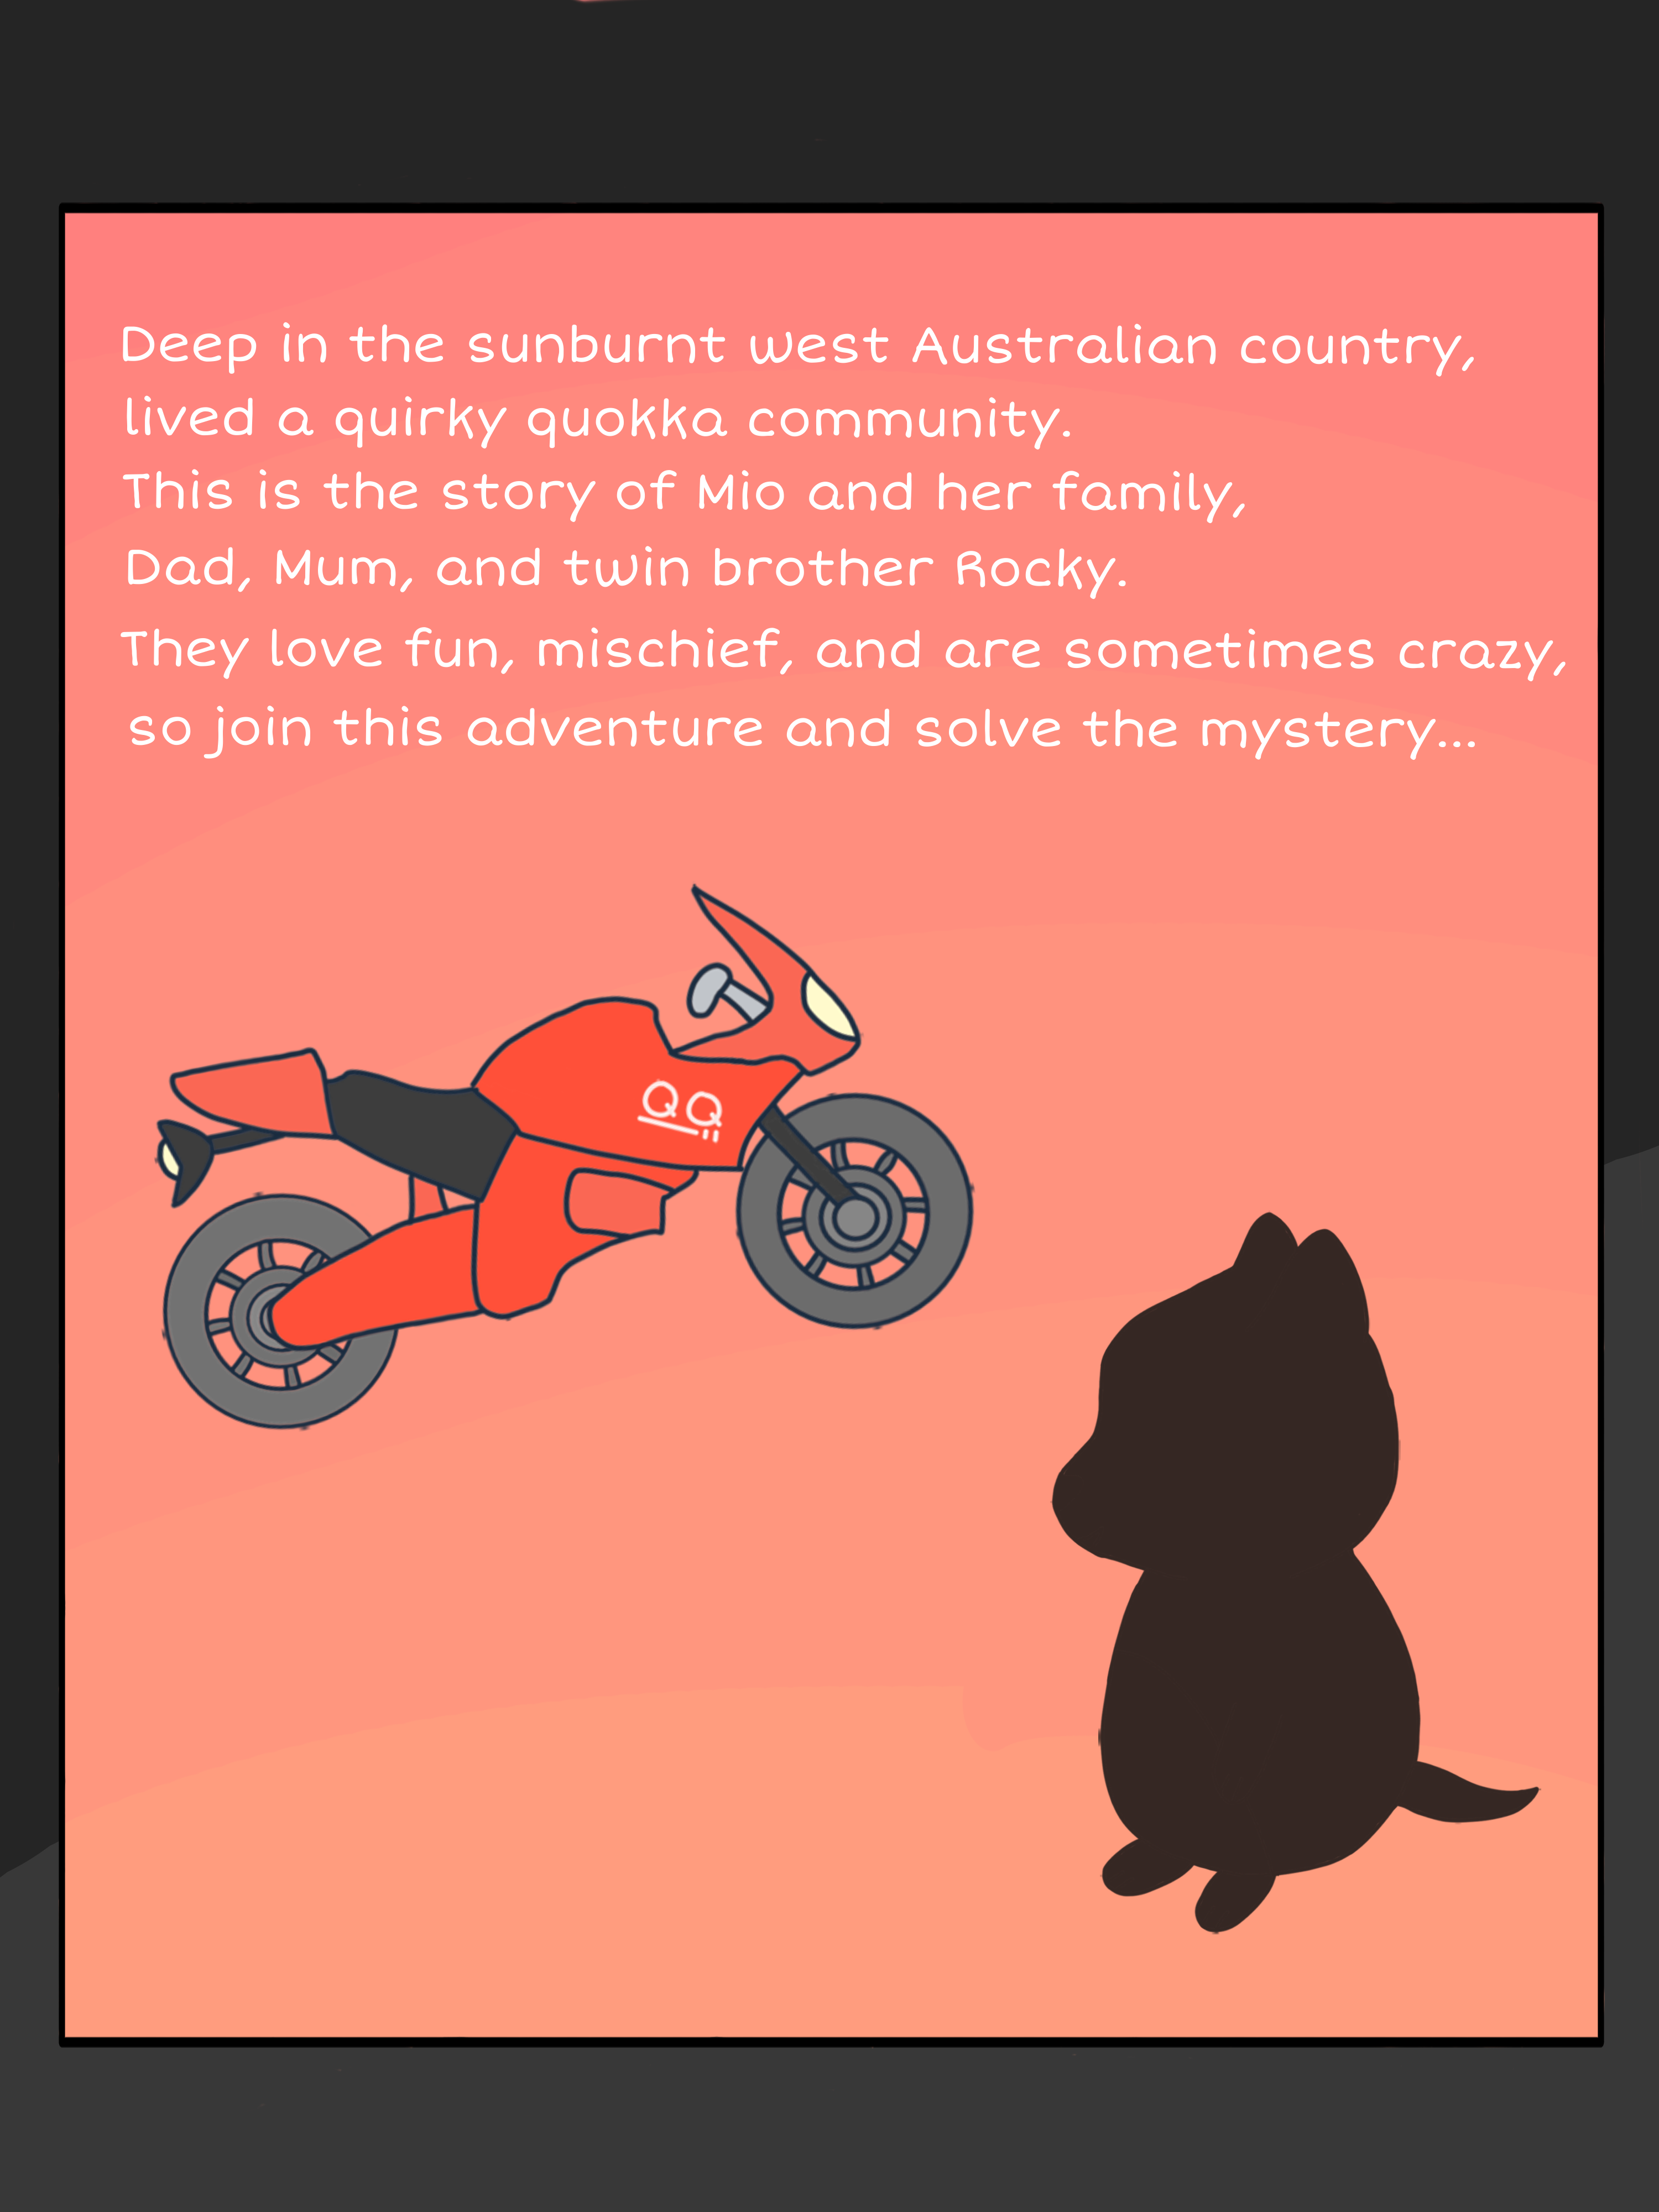 Deep in the sunburnt west Australian country,
lived a quirky quokka community.
This is the story of Mio and her family,
Dad, Mum, and twin brother Rocky.
They love fun, mischief, and are sometimes crazy,
so join this adventure and solve the mystery...
QQ